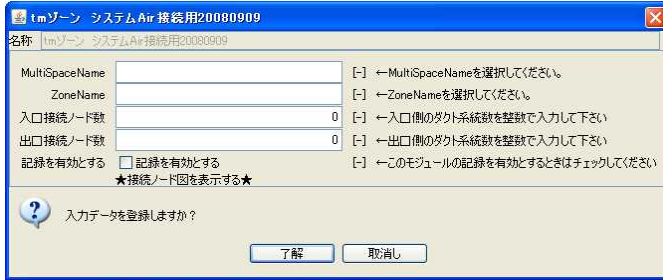 tmゾーン システムAir接続用20080909
名称 tmゾーン システムAir接続用20080909
MultiSpaceName [-] ←MultiSpaceNameを選択してください。
ZoneName [-] ←ZoneNameを選択してください。
入口接続ノード数 0 [-] ←入口側のダクト系統数を整数で入力して下さい
出口接続ノード数 0 [-] ←出口側のダクト系統数を整数で入力して下さい
記録を有効とする 記録を有効とする [-] ←このモジュールの記録を有効とするときはチェックしてください
★接続ノード図を表示する★
入力データを登録しますか？
了解 取消し